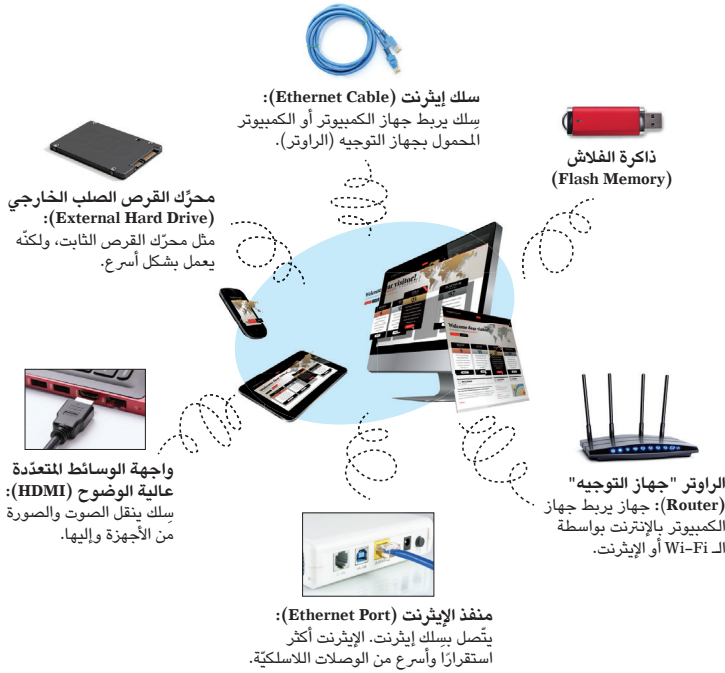 سلك إيثرنت (Ethernet Cable):
سِلك يربط جهاز الكمبيوتر أو الكمبيوتر
المحمول بجهاز التوجيه (الراوتر).
ذاكرة الفلاش
(Flash Memory)
محرِّك القرص الصلب الخارجي
(External Hard Drive):
مثل محرّك القرص الثابت، ولكنّه
يعمل بشكل أسرع.
Welcome dear visitor!
واجهة الوسائط المتعدّدة
عالية الوضوح (HDMI):
سِلك ينقل الصوت والصورة
من الأجهزة وإليها.
الراوتر "جهاز التوجيه"
(Router): جهاز يربط جهاز
الكمبيوتر بالإنترنت بواسطة
الـ Wi-Fi أو الإيثرنت.
منفذ الإيثرنت (Ethernet Port):
يتّصل بسِلك إيثرنت. الإيثرنت أكثر
استقرارًا وأسرع من الوصلات اللاسلكيّة.